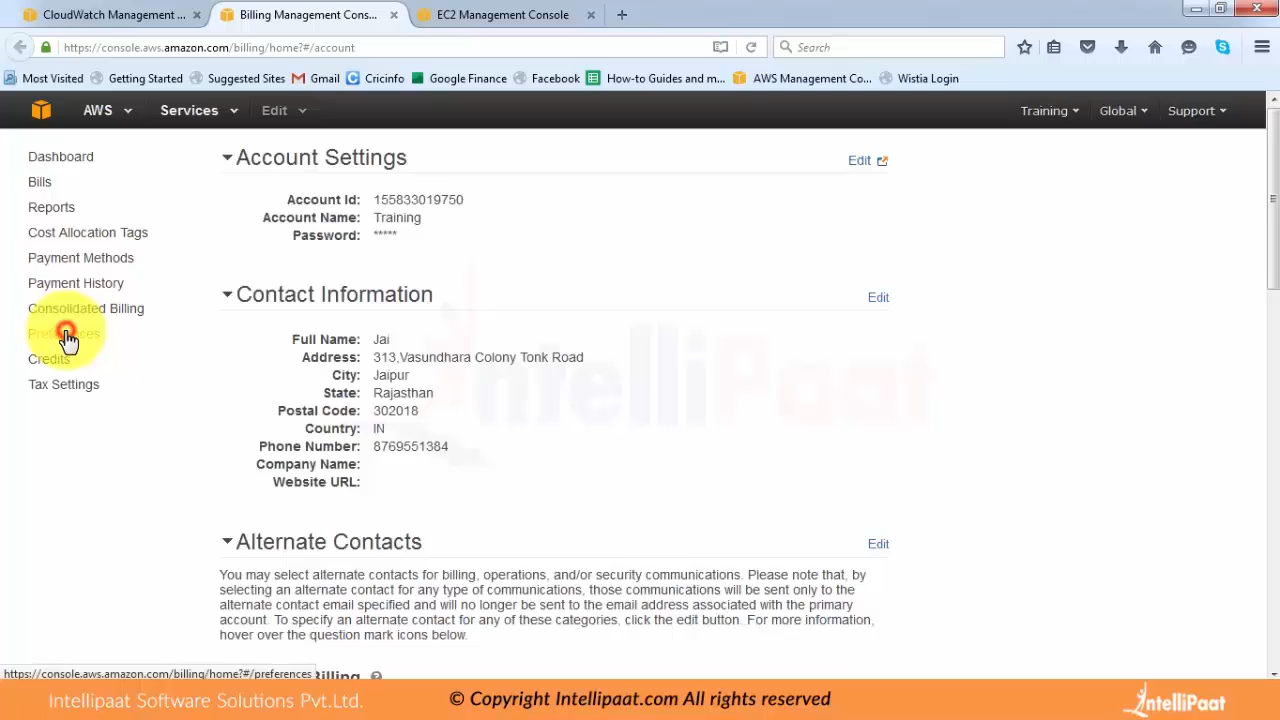 CloudWatch Management ...
Billing Management Cons...
EC2 Management Console
https://console.aws.amazon.com/billing/home?#/account
Search
Most Visited
Getting Started
Suggested Sites
Gmail
Cricinfo
Google Finance
Facebook
How-to Guides and m...
AWS Management Co...
Wistia Login
AWS
Services
Edit
Training
Global
Support
Dashboard
Bills
Reports
Cost Allocation Tags
Payment Methods
Payment History
Consolidated Billing
Preferences
Credits
Tax Settings
Account Settings
Edit
Account Id: 155833019750
Account Name: Training
Password: *****
Contact Information
Edit
Full Name: Jai
Address: 313,Vasundhara Colony Tonk Road
City: Jaipur
State: Rajasthan
Postal Code: 302018
Country: IN
Phone Number: 8769551384
Company Name:
Website URL:
IntelliPaat
Alternate Contacts
Edit
You may select alternate contacts for billing, operations, and/or security communications. Please note that, by
selecting an alternate contact for any type of communications, those communications will be sent only to the
alternate contact email specified and will no longer be sent to the email address associated with the primary
account. To specify an alternate contact for any of these categories, click the edit button. For more information,
hover over the question mark icons below.
Billing
https://console.aws.amazon.com/billing/home?#/preferences
Intellipaat Software Solutions Pvt.Ltd.
© Copyright Intellipaat.com All rights reserved
IntelliPaat